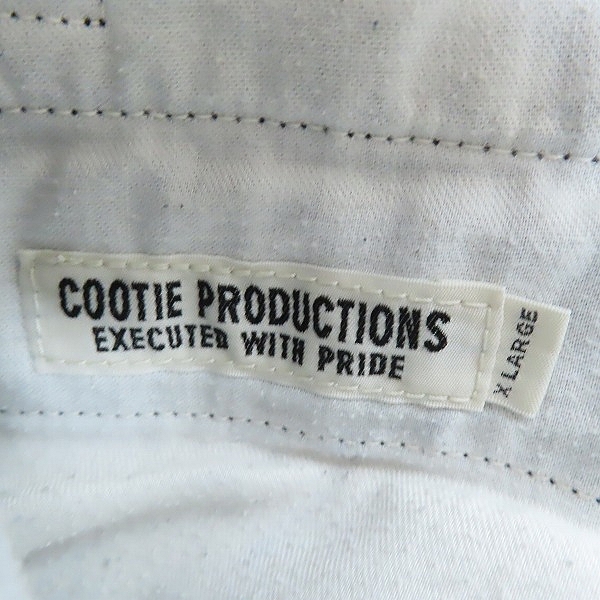 COOTIE PRODUCTIONS
EXECUTED WITH PRIDE
X LARGE